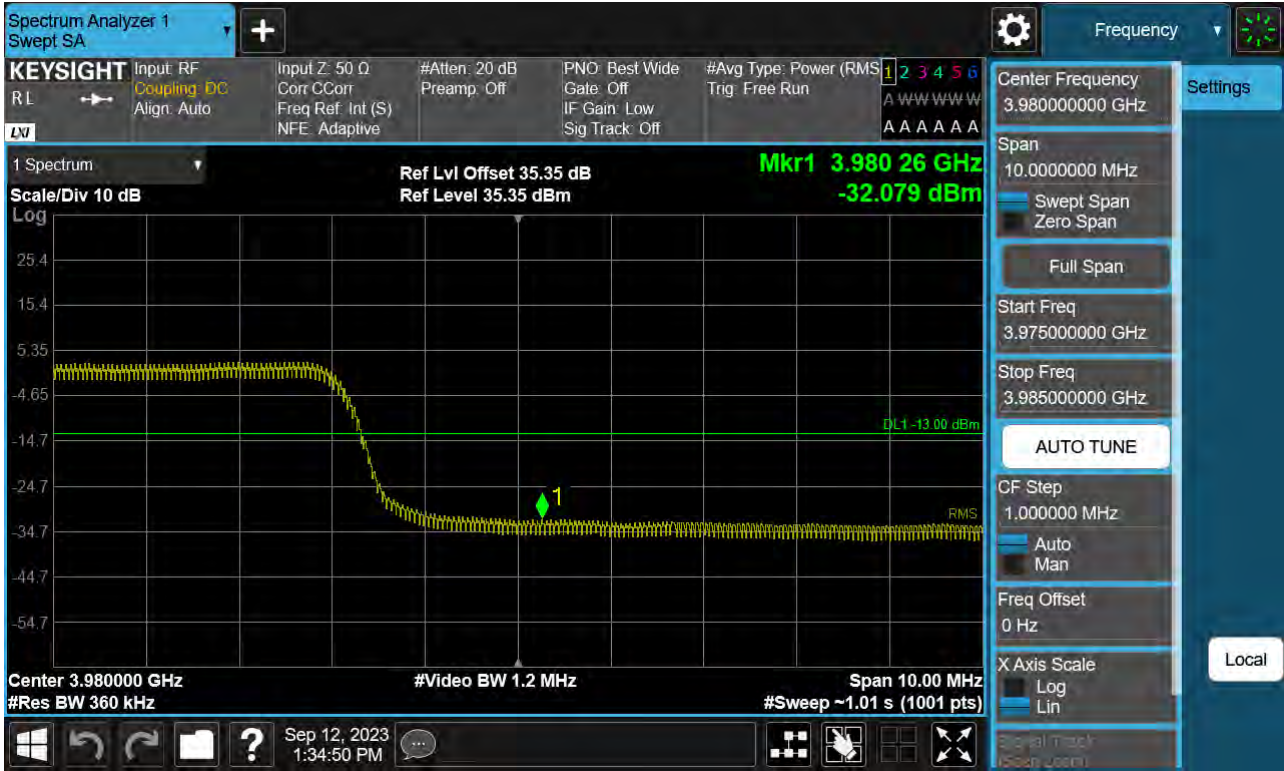 Spectrum Analyzer 1
Swept SA
+
Frequency
KEYSIGHT
R L
LXI
Input: RF
Coupling: DC
Align: Auto
Input Z: 50 Ω
Corr CCorr
Freq Ref: Int (S)
NFE: Adaptive
#Atten: 20 dB
Preamp: Off
PNO: Best Wide
Gate: Off
IF Gain: Low
Sig Track: Off
#Avg Type: Power (RMS
Trig: Free Run
1 2 3 4 5 6
A W W W W W
A A A A A A
1 Spectrum
Scale/Div 10 dB
Log
Ref Lvl Offset 35.35 dB
Ref Level 35.35 dBm
Mkr1 3.980 26 GHz
-32.079 dBm
25.4
15.4
5.35
-4.65
-14.7
-24.7
-34.7
-44.7
-54.7
DL1 -13.00 dBm
1
RMS
Center 3.980000 GHz
#Res BW 360 kHz
#Video BW 1.2 MHz
Span 10.00 MHz
#Sweep ~1.01 s (1001 pts)
Center Frequency
3.980000000 GHz
Settings
Span
10.0000000 MHz
Swept Span
Zero Span
Full Span
Start Freq
3.975000000 GHz
Stop Freq
3.985000000 GHz
AUTO TUNE
CF Step
1.000000 MHz
Auto
Man
Freq Offset
0 Hz
X Axis Scale
Log
Lin
Local
Signal Track
(Span Zoom)
?
Sep 12, 2023
1:34:50 PM